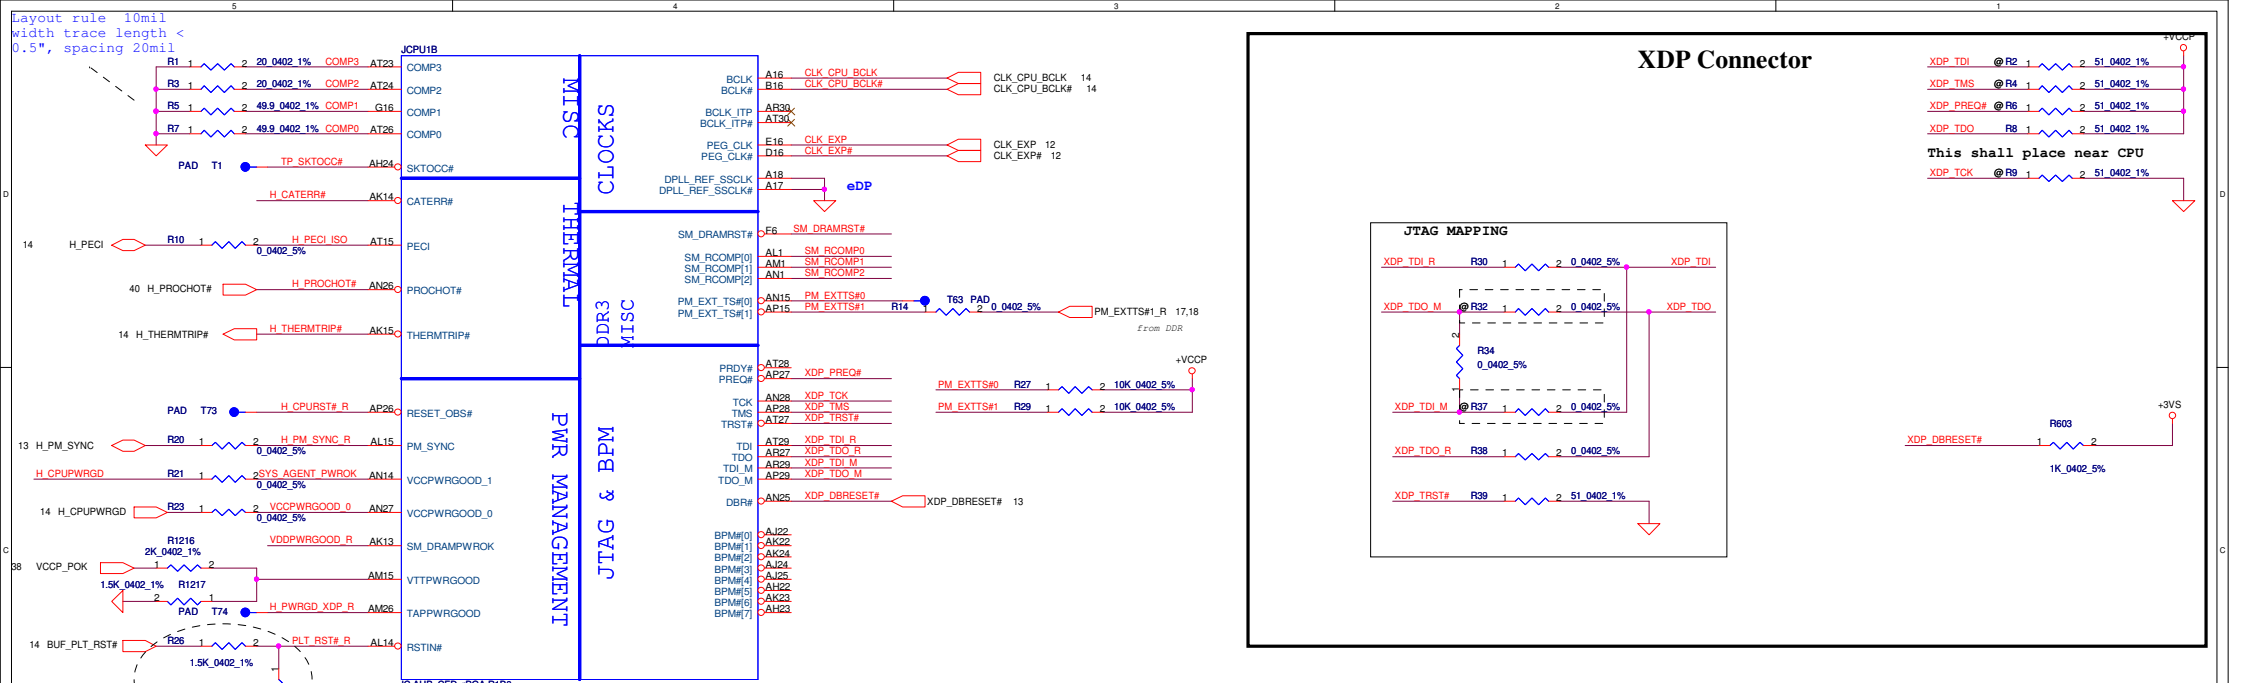 5 4 3 2 1
Layout rule 10mil
width trace length <
0.5", spacing 20mil
JCPU1B
R1 1 2 20_0402_1% COMP3 AT23 COMP3
R3 1 2 20_0402_1% COMP2 AT24 COMP2
R5 1 2 49.9_0402_1% COMP1 G16 COMP1
R7 1 2 49.9_0402_1% COMP0 AT26 COMP0
PAD T1 TP_SKTOCC# AH24 SKTOCC#
H_CATERR# AK14 CATERR#
14 H_PECI R10 1 2 H_PECI_ISO AT15 PECI
0_0402_5%
40 H_PROCHOT# H_PROCHOT# AN26 PROCHOT#
14 H_THERMTRIP# H_THERMTRIP# AK15 THERMTRIP#
PAD T73 H_CPURST#_R AP26 RESET_OBS#
13 H_PM_SYNC R20 1 2 H_PM_SYNC_R AL15 PM_SYNC
0_0402_5%
H_CPUPWRGD R21 1 2 SYS_AGENT_PWROK AN14 VCCPWRGOOD_1
0_0402_5%
14 H_CPUPWRGD R23 1 2 VCCPWRGOOD_0 AN27 VCCPWRGOOD_0
0_0402_5%
VDDPWRGOOD_R AK13 SM_DRAMPWROK
R1216
2K_0402_1%
38 VCCP_POK 1 2
AM15 VTTPWRGOOD
1.5K_0402_1% R1217
2 1
PAD T74 H_PWRGD_XDP_R AM26 TAPPWRGOOD
14 BUF_PLT_RST# R26 1 2 PLT_RST#_R AL14 RSTIN#
1.5K_0402_1%
1
MISC
THERMAL
PWR MANAGEMENT
CLOCKS
DDR3
MISC
JTAG & BPM
BCLK A16 CLK_CPU_BCLK CLK_CPU_BCLK 14
BCLK# B16 CLK_CPU_BCLK# CLK_CPU_BCLK# 14
BCLK_ITP AR30
BCLK_ITP# AT30
PEG_CLK E16 CLK_EXP CLK_EXP 12
PEG_CLK# D16 CLK_EXP# CLK_EXP# 12
DPLL_REF_SSCLK A18
DPLL_REF_SSCLK# A17
eDP
SM_DRAMRST# F6 SM_DRAMRST#
SM_RCOMP[0] AL1 SM_RCOMP0
SM_RCOMP[1] AM1 SM_RCOMP1
SM_RCOMP[2] AN1 SM_RCOMP2
PM_EXT_TS#[0] AN15 PM_EXTTS#0 T63 PAD
PM_EXT_TS#[1] AP15 PM_EXTTS#1 R14 1 2 0_0402_5% PM_EXTTS#1_R 17,18
from DDR
PRDY# AT28
PREQ# AP27 XDP_PREQ#
TCK AN28 XDP_TCK
TMS AP28 XDP_TMS
TRST# AT27 XDP_TRST#
TDI AT29 XDP_TDI_R
TDO AR27 XDP_TDO_R
TDI_M AR29 XDP_TDI_M
TDO_M AP29 XDP_TDO_M
DBR# AN25 XDP_DBRESET# XDP_DBRESET# 13
BPM#[0] AJ22
BPM#[1] AK22
BPM#[2] AK24
BPM#[3] AJ24
BPM#[4] AJ25
BPM#[5] AH22
BPM#[6] AK23
BPM#[7] AH23
+VCCP
PM_EXTTS#0 R27 1 2 10K_0402_5%
PM_EXTTS#1 R29 1 2 10K_0402_5%
XDP Connector
+VCCP
XDP_TDI @ R2 1 2 51_0402_1%
XDP_TMS @ R4 1 2 51_0402_1%
XDP_PREQ# @ R6 1 2 51_0402_1%
XDP_TDO R8 1 2 51_0402_1%
This shall place near CPU
XDP_TCK @ R9 1 2 51_0402_1%
JTAG MAPPING
XDP_TDI_R R30 1 2 0_0402_5% XDP_TDI
XDP_TDO_M @ R32 1 2 0_0402_5% XDP_TDO
2
R34
0_0402_5%
1
XDP_TDI_M @ R37 1 2 0_0402_5%
XDP_TDO_R R38 1 2 0_0402_5%
XDP_TRST# R39 1 2 51_0402_1%
+3VS
R603
XDP_DBRESET# 1 2
1K_0402_5%
D D
C C